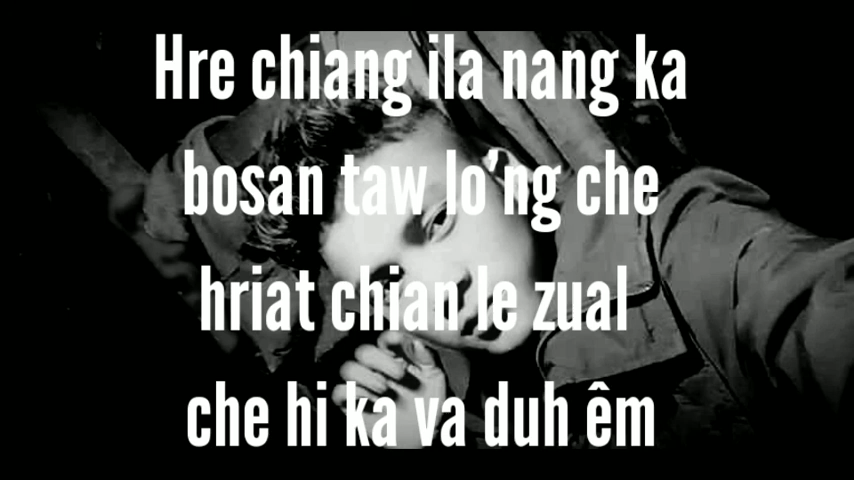 Hre chiang ila nang ka
bosan taw lo'ng che
hriat chian le zual
che hi ka va duh êm